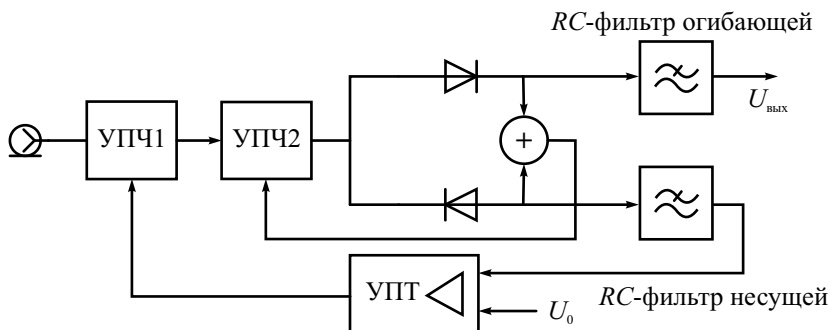 RC-фильтр огибающей
Uвых
УПЧ1
УПЧ2
+
УПТ
U0
RC-фильтр несущей